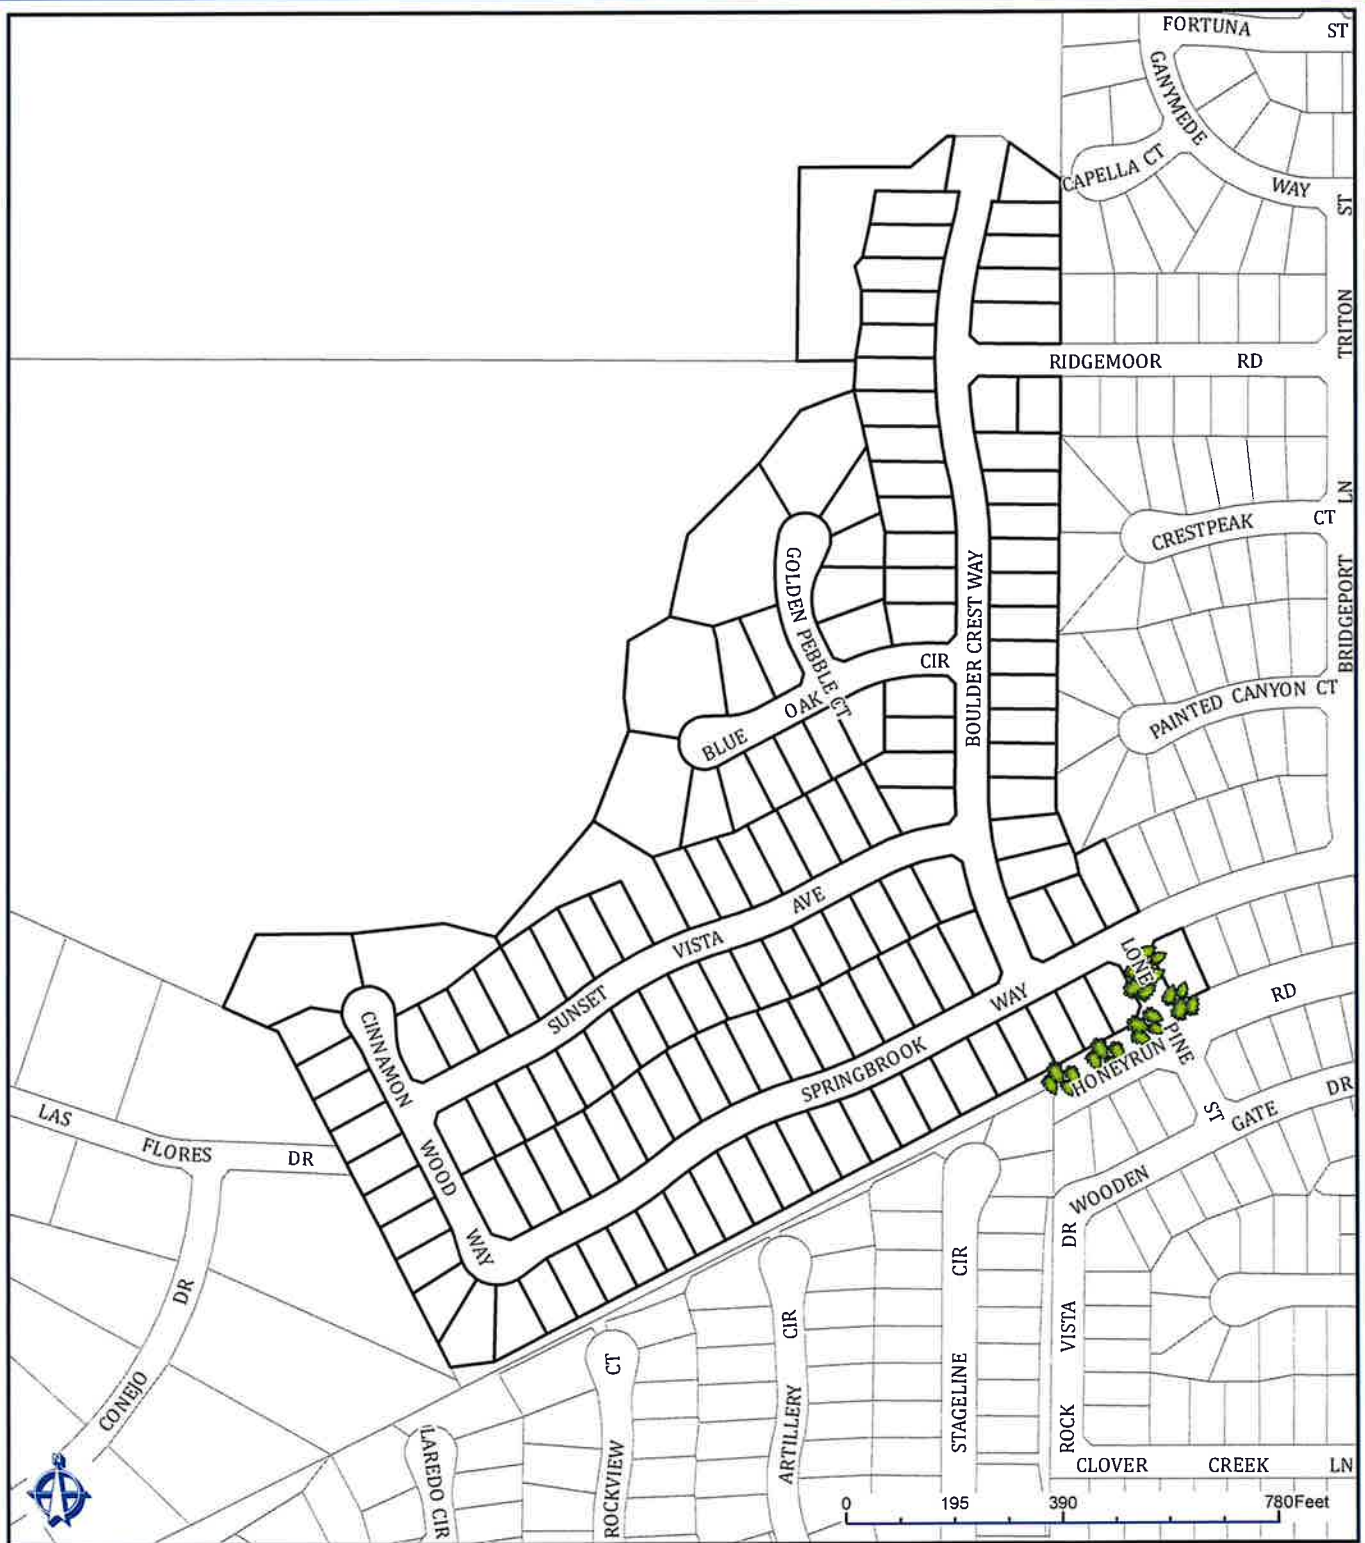 FORTUNA ST
GANYMEDE WAY
CAPELLA CT
TRITON ST
RIDGEMOOR RD
CRESTPEAK CT
BRIDGEPORT LN
GOLDEN PEBBLE CT
BOULDER CREST WAY
BLUE OAK CIR
PAINTED CANYON CT
SUNSET VISTA AVE
LONE PINE ST
SPRINGBROOK WAY
HONEYRUN RD
CINNAMON WOOD WAY
LAS FLORES DR
WOODEN GATE DR
CONEJO DR
ROCK VISTA DR
STAGELINE CIR
ARTILLERY CIR
ROCKVIEW CT
LAREDO CIR
CLOVER CREEK LN
0 195 390 780Feet